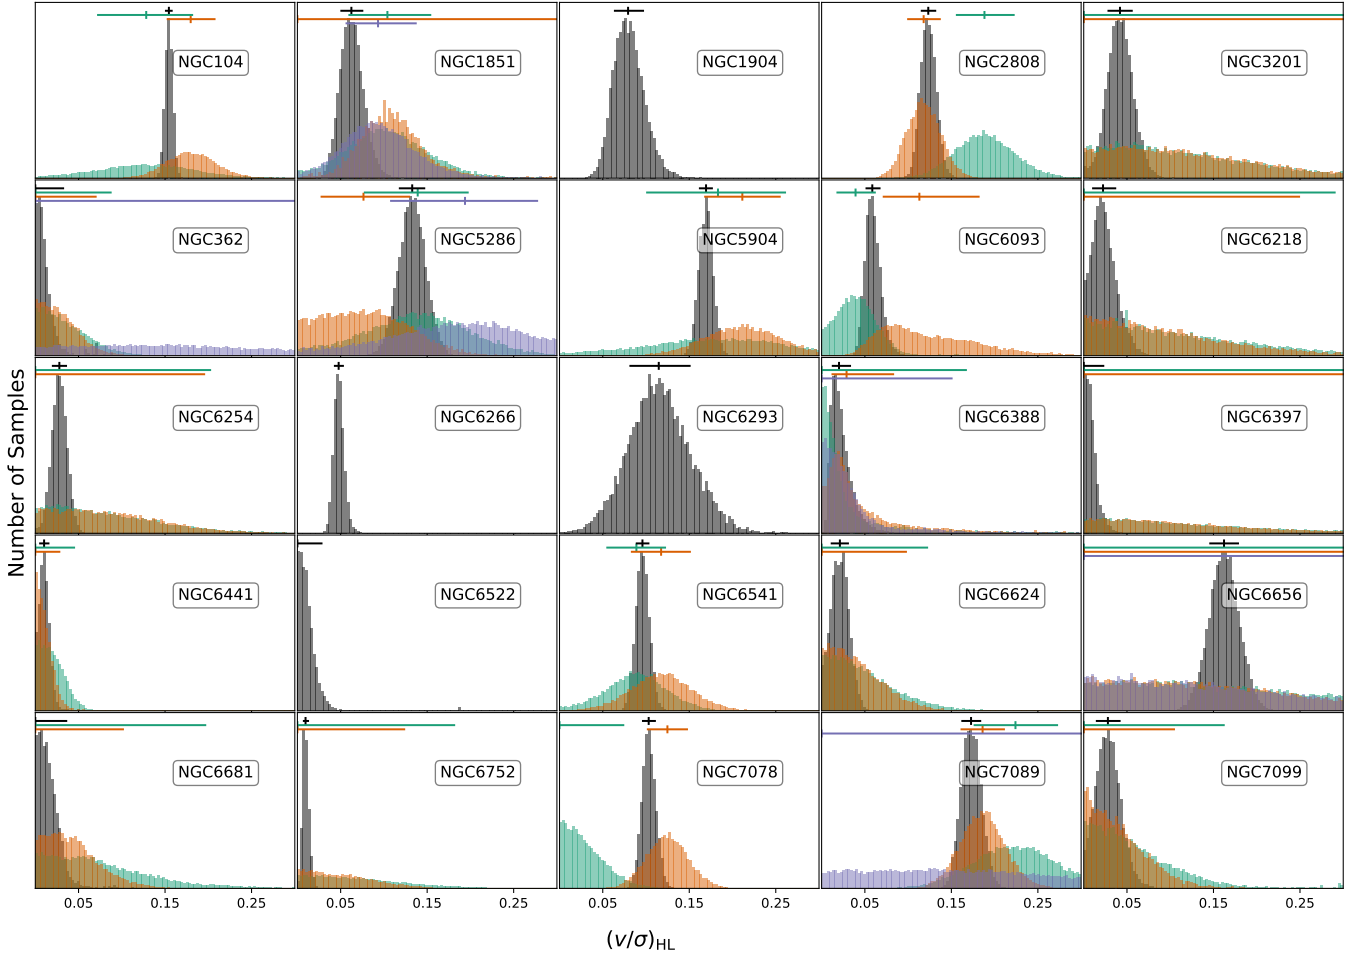 NGC104
NGC1851
NGC1904
NGC2808
NGC3201
NGC362
NGC5286
NGC5904
NGC6093
NGC6218
NGC6254
NGC6266
NGC6293
NGC6388
NGC6397
NGC6441
NGC6522
NGC6541
NGC6624
NGC6656
NGC6681
NGC6752
NGC7078
NGC7089
NGC7099
Number of Samples
0.05 0.15 0.25 0.05 0.15 0.25 0.05 0.15 0.25 0.05 0.15 0.25 0.05 0.15 0.25
(v/σ)HL